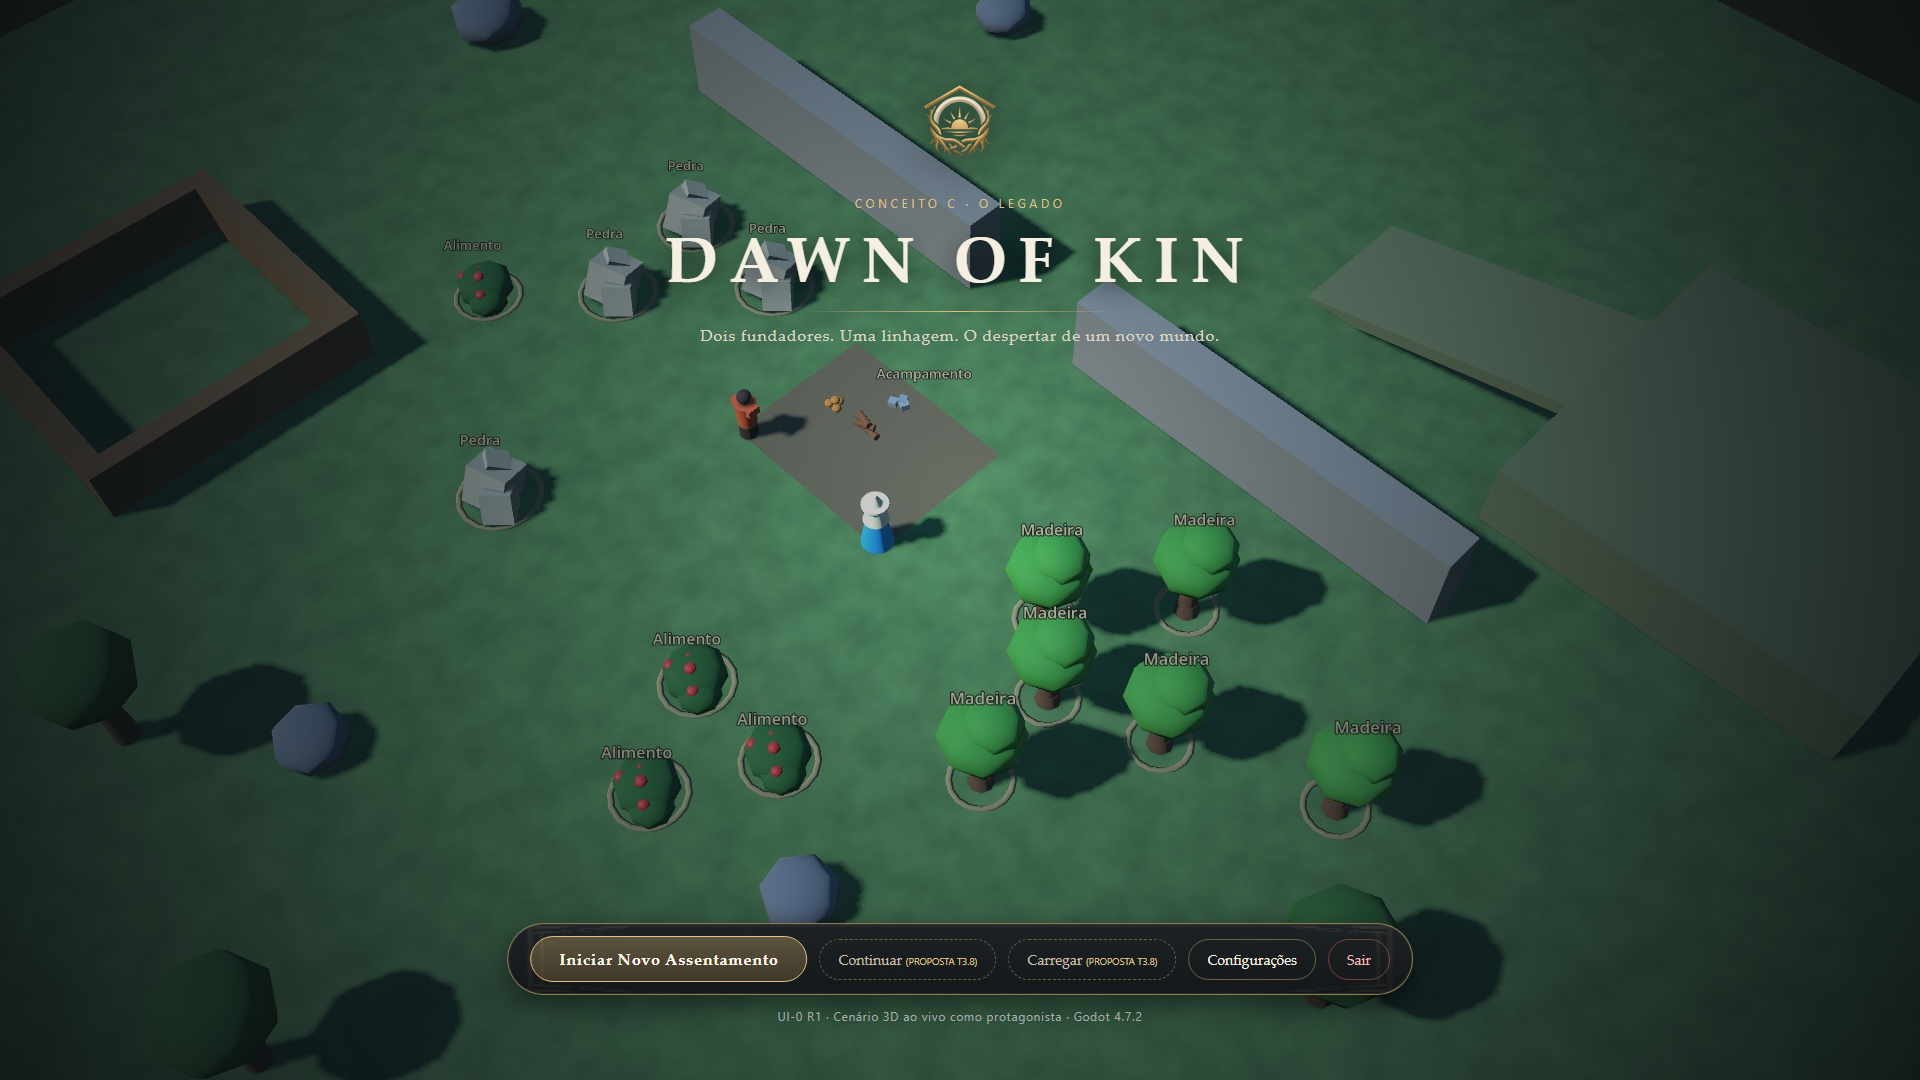 Pedra
CONCEITO C · O LEGADO
Pedra
Pedra
Alimento
DAWN OF KIN
Dois fundadores. Uma linhagem. O despertar de um novo mundo.
Acampamento
Pedra
Madeira
Madeira
Madeira
Alimento
Madeira
Madeira
Alimento
Madeira
Alimento
Iniciar Novo Assentamento
Continuar (PROPOSTA T3.8)
Carregar (PROPOSTA T3.8)
Configurações
Sair
UI-0 R1 · Cenário 3D ao vivo como protagonista · Godot 4.7.2